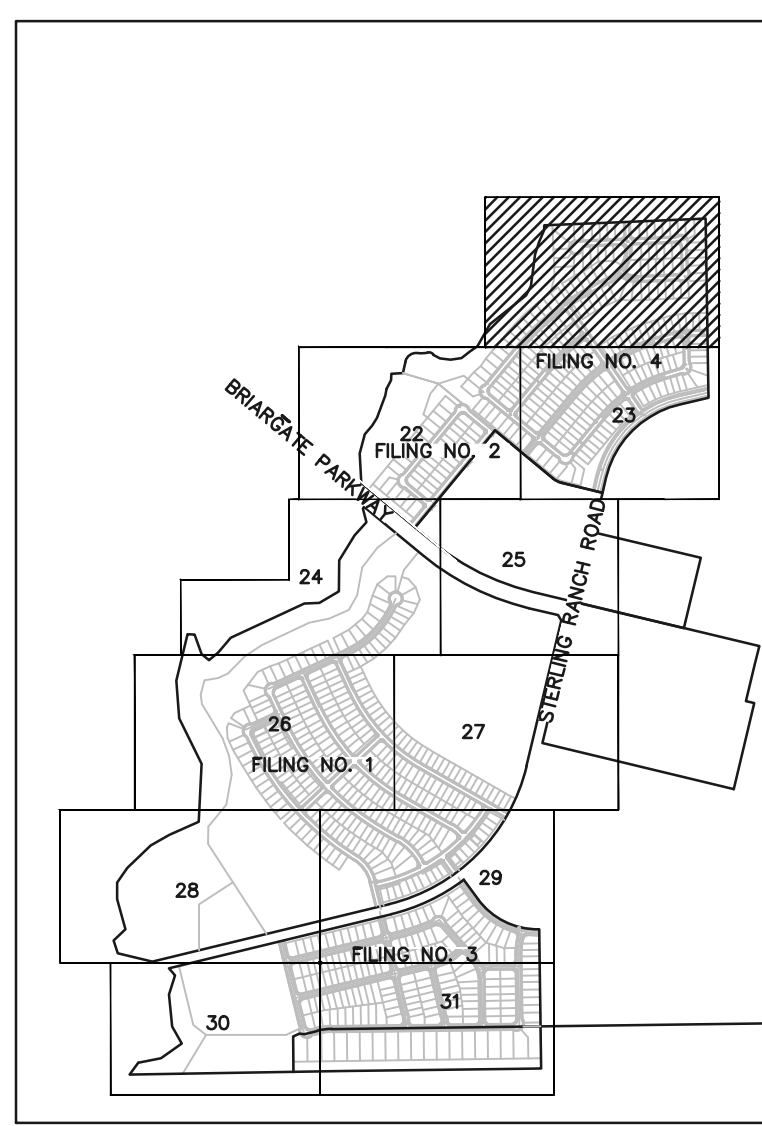 FILING NO. 4
23
BRIARGATE PARKWAY
22
FILING NO. 2
25
24
STERLING RANCH ROAD
26
27
FILING NO. 1
28
29
FILING NO. 3
31
30